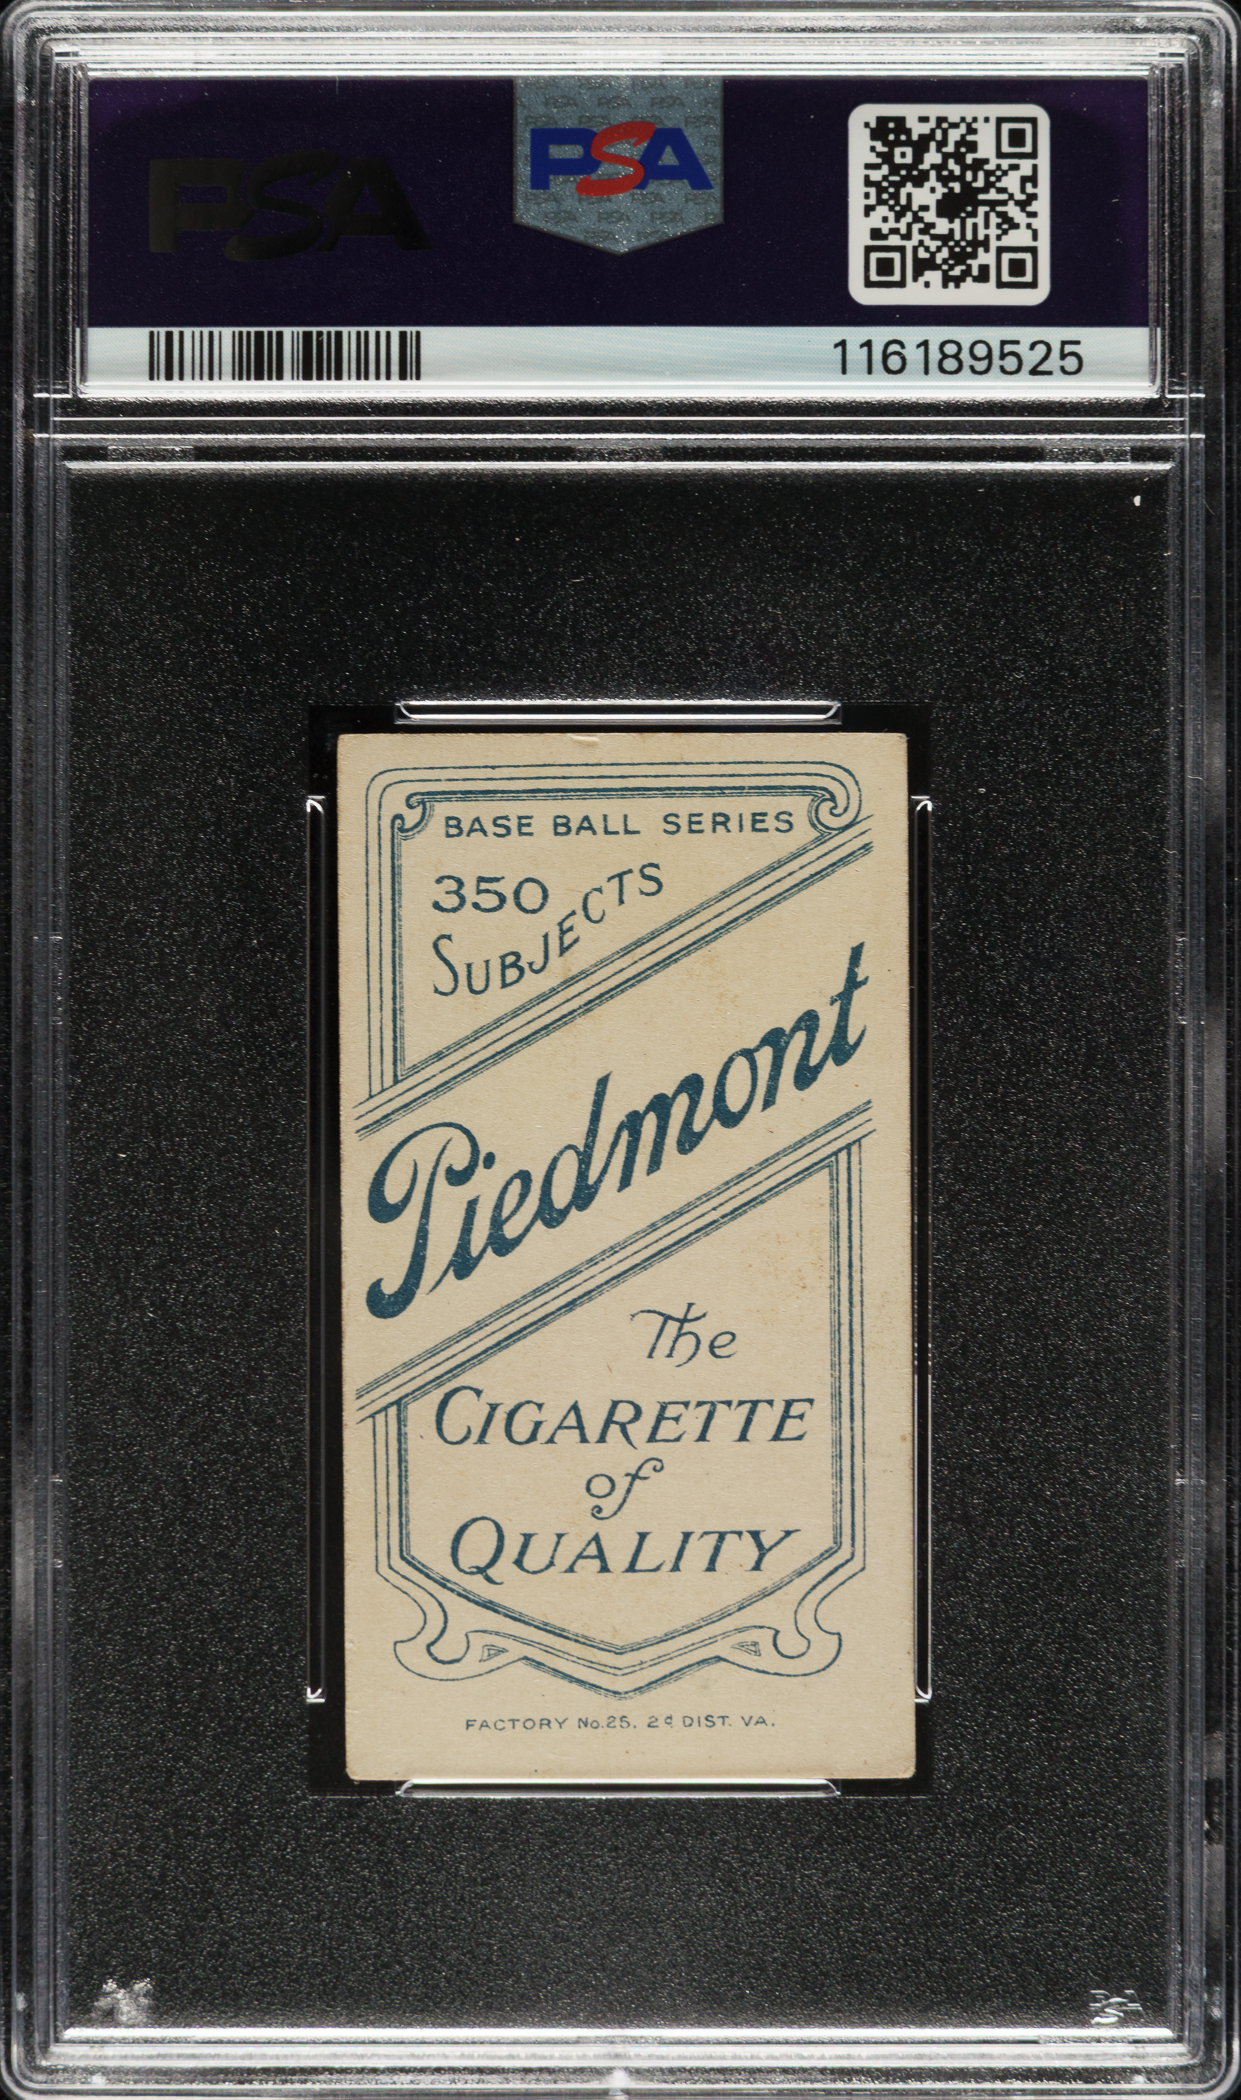 PSA
PSA
116189525
BASE BALL SERIES
350
SUBJECTS
Piedmont
The
CIGARETTE
of
QUALITY
FACTORY No. 25. 2d DIST. VA.